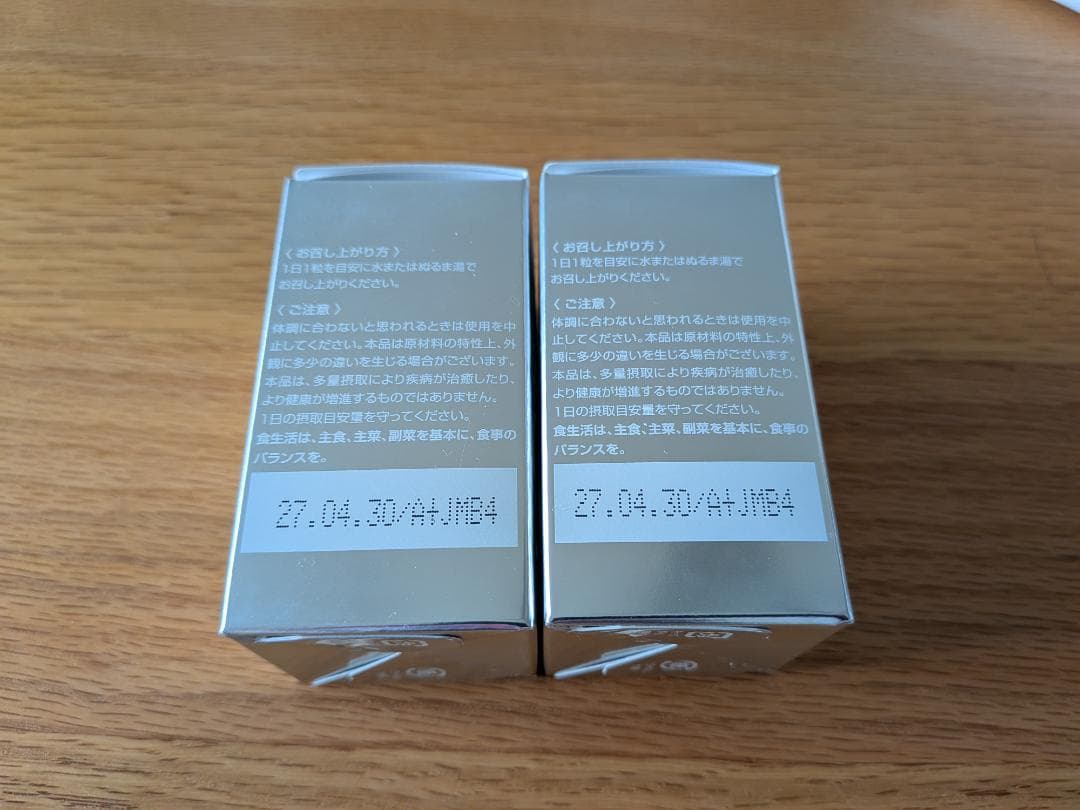 〈 お召し上がり方 〉
1日1粒を目安に水またはぬるま湯で
お召し上がりください。
〈 ご注意 〉
体調に合わないと思われるときは使用を中
止してください。本品は原材料の特性上、外
観に多少の違いを生じる場合がございます。
本品は、多量摂取により疾病が治癒したり、
より健康が増進するものではありません。
1日の摂取目安量を守ってください。
食生活は、主食、主菜、副菜を基本に、食事の
バランスを。
27.04.30/A+JMB4
〈 お召し上がり方 〉
1日1粒を目安に水またはぬるま湯で
お召し上がりください。
〈 ご注意 〉
体調に合わないと思われるときは使用を中
止してください。本品は原材料の特性上、外
観に多少の違いを生じる場合がございます。
本品は、多量摂取により疾病が治癒したり、
より健康が増進するものではありません。
1日の摂取目安量を守ってください。
食生活は、主食、主菜、副菜を基本に、食事の
バランスを。
27.04.30/A+JMB4